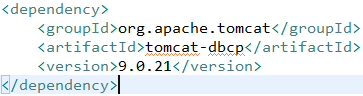 <dependency>
    <groupId>org.apache.tomcat</groupId>
    <artifactId>tomcat-dbcp</artifactId>
    <version>9.0.21</version>
</dependency>